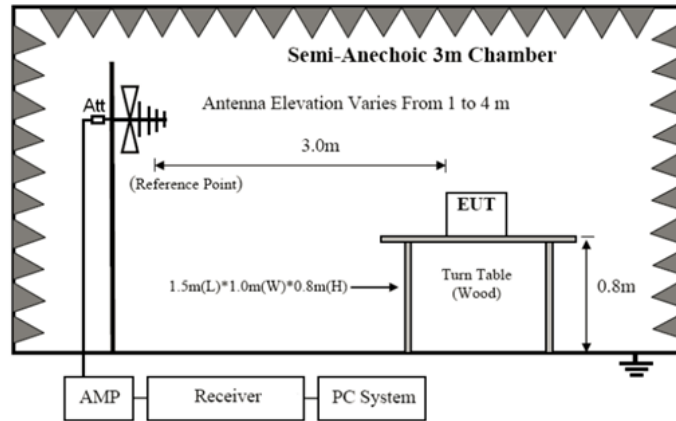 Semi-Anechoic 3m Chamber
Att
Antenna Elevation Varies From 1 to 4 m
3.0m
(Reference Point)
EUT
1.5m(L)*1.0m(W)*0.8m(H)
Turn Table
(Wood)
0.8m
AMP
Receiver
PC System